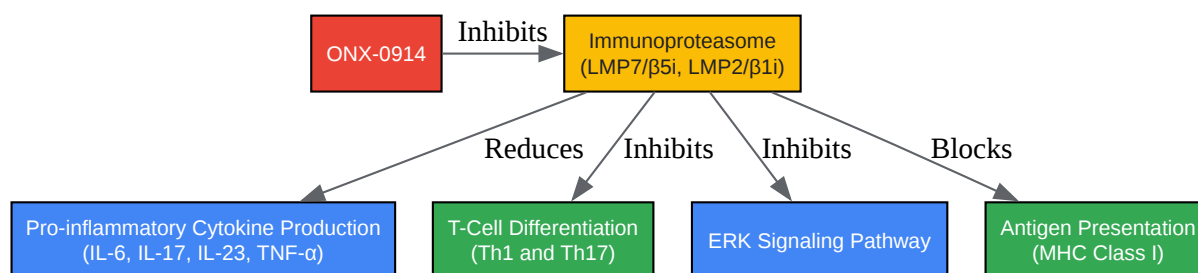 ONX-0914
Inhibits
Immunoproteasome
(LMP7/β5i, LMP2/β1i)
Reduces
Inhibits
Inhibits
Blocks
Pro-inflammatory Cytokine Production
(IL-6, IL-17, IL-23, TNF-α)
T-Cell Differentiation
(Th1 and Th17)
ERK Signaling Pathway
Antigen Presentation
(MHC Class I)